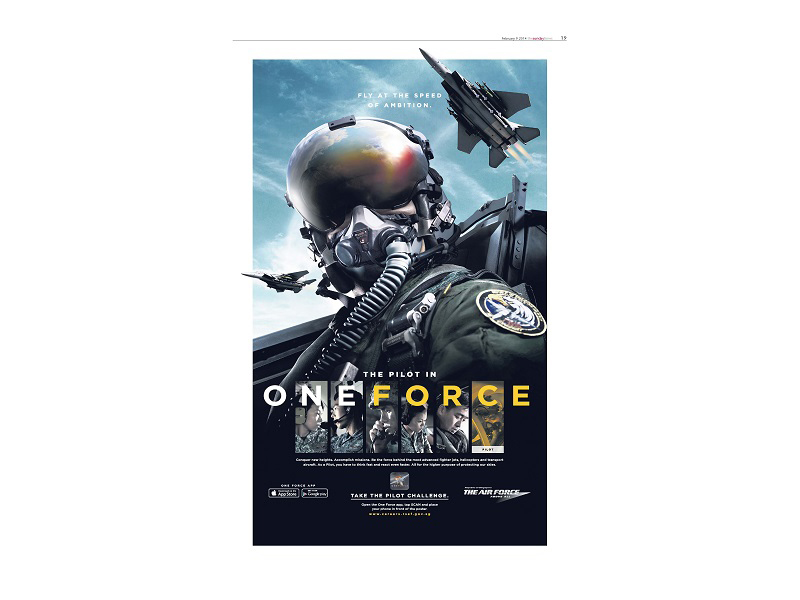 February 9 2014 thesundaytimes 19
FLY AT THE SPEED
OF AMBITION.
THE PILOT IN
ONEFORCE
PILOT
Conquer new heights. Accomplish missions. Be the force behind the most advanced fighter jets, helicopters and transport
aircraft. As a Pilot, you have to think fast and react even faster. All for the higher purpose of protecting our skies.
ONE FORCE APP
App Store
Google play
TAKE THE PILOT CHALLENGE.
Open the One Force app, tap SCAN and place
your phone in front of the poster.
www.careers.rsaf.gov.sg
THE AIR FORCE
ABOVE ALL